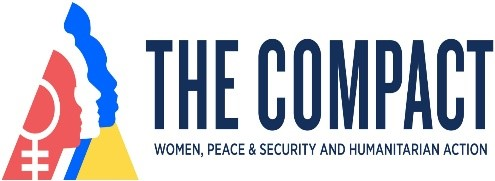 THE COMPACT
WOMEN, PEACE & SECURITY AND HUMANITARIAN ACTION